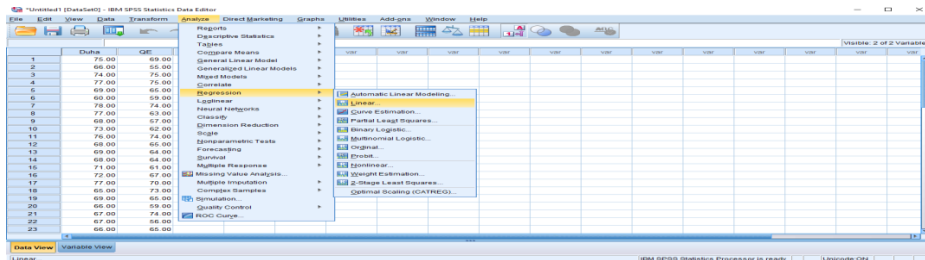 *Untitled1 [DataSet0] - IBM SPSS Statistics Data Editor
File Edit View Data Transform Analyze Direct Marketing Graphs Utilities Add-ons Window Help
Visible: 2 of 2 Variable
Duha QE var var var var var var var var
1 75.00 69.00
2 66.00 55.00
3 74.00 75.00
4 77.00 75.00
5 69.00 65.00
6 60.00 59.00
7 78.00 74.00
8 77.00 63.00
9 68.00 57.00
10 73.00 62.00
11 76.00 74.00
12 68.00 65.00
13 69.00 64.00
14 68.00 64.00
15 71.00 61.00
16 72.00 67.00
17 77.00 70.00
18 65.00 73.00
19 69.00 65.00
20 66.00 59.00
21 67.00 74.00
22 67.00 56.00
23 66.00 65.00
Reports
Descriptive Statistics
Tables
Compare Means
General Linear Model
Generalized Linear Models
Mixed Models
Correlate
Regression
Loglinear
Neural Networks
Classify
Dimension Reduction
Scale
Nonparametric Tests
Forecasting
Survival
Multiple Response
Missing Value Analysis...
Multiple Imputation
Complex Samples
Simulation...
Quality Control
ROC Curve...
Automatic Linear Modeling...
Linear...
Curve Estimation...
Partial Least Squares...
Binary Logistic...
Multinomial Logistic...
Ordinal...
Probit...
Nonlinear...
Weight Estimation...
2-Stage Least Squares...
Optimal Scaling (CATREG)...
Data View Variable View
Linear... IBM SPSS Statistics Processor is ready Unicode:ON